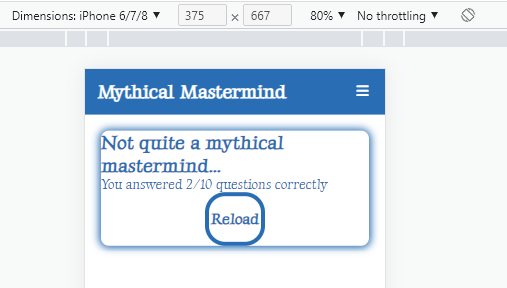 Dimensions: iPhone 6/7/8 ▼ 375 × 667 80% ▼ No throttling ▼
Mythical Mastermind
Not quite a mythical
mastermind...
You answered 2/10 questions correctly
Reload